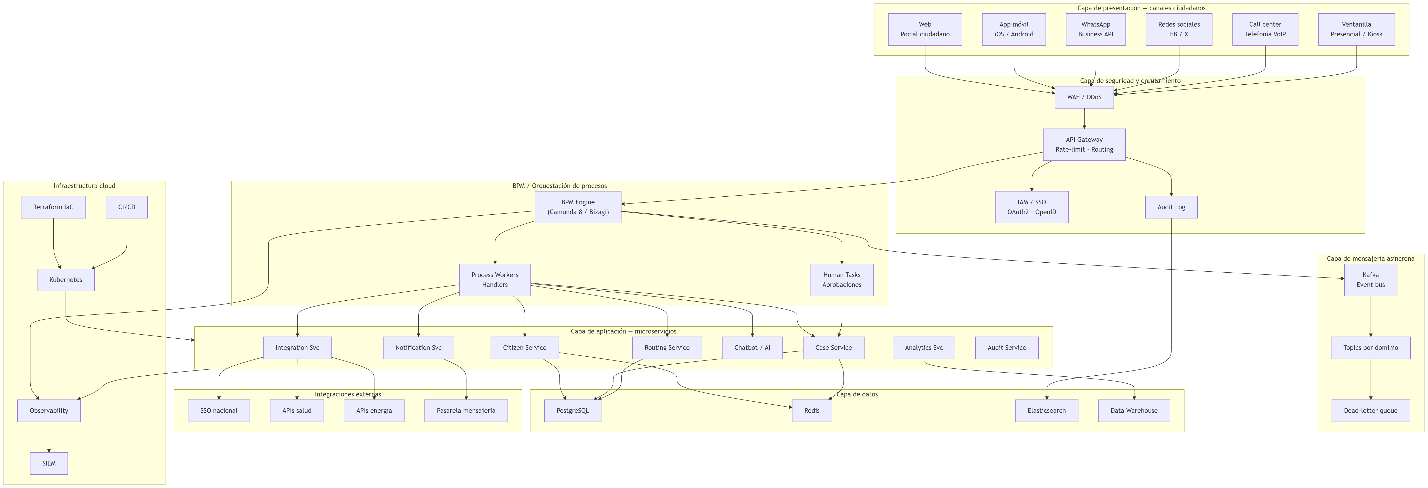 Capa de presentación — canales ciudadanos
Web
Portal ciudadano
App móvil
iOS / Android
WhatsApp
Business API
Redes sociales
FB / X
Call center
Telefonía VoIP
Ventanilla
Presencial / Kiosk
Capa de seguridad y
WAF / DDoS
API Gateway
Rate-limit · Routing
IAM / SSO
OAuth2 · OpenID
Audit Log
Infraestructura cloud
Terraform IaC
CI/CD
Kubernetes
Observability
SIEM
BPM / Orquestación de procesos
BPM Engine
(Camunda 8 / Bizagi)
Process Workers
Handlers
Human Tasks
Aprobaciones
Capa de mensajería asíncrona
Kafka
Event bus
Topics por dominio
Dead-letter queue
Capa de aplicación — microservicios
Integration Svc
Notification Svc
Citizen Service
Routing Service
Chatbot / AI
Case Service
Analytics Svc
Audit Service
Integraciones externas
SSO nacional
APIs salud
APIs energía
Pasarela mensajería
Capa de datos
PostgreSQL
Redis
Elasticsearch
Data Warehouse